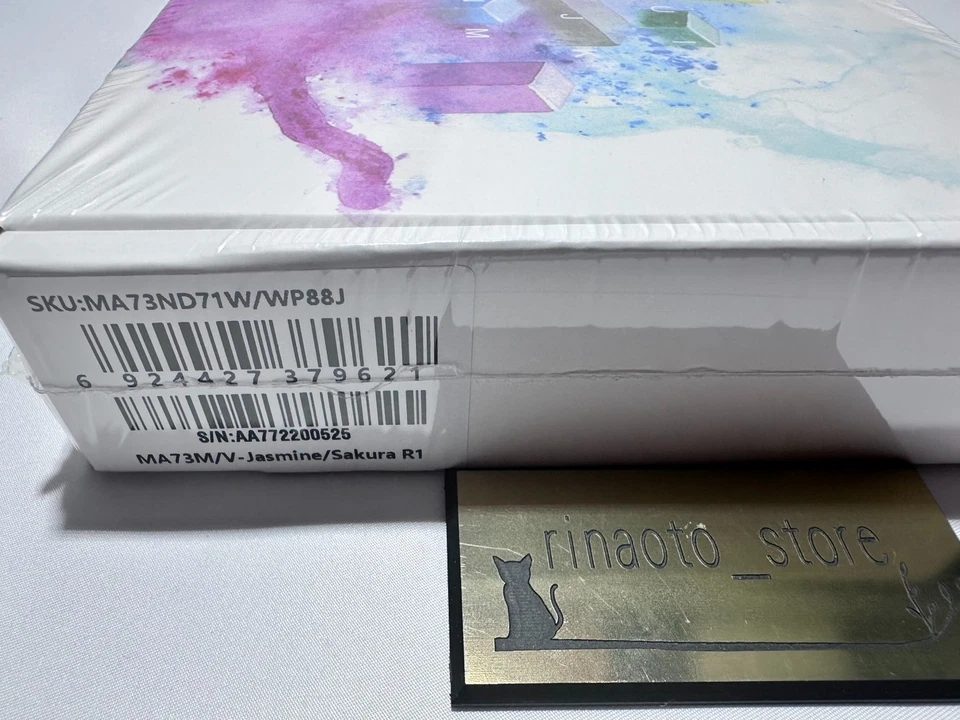 J
M
SKU:MA73ND71W/WP88J
6 924427 379621
S/N:AA772200525
MA73M/V-Jasmine/Sakura R1
rinaoto_store